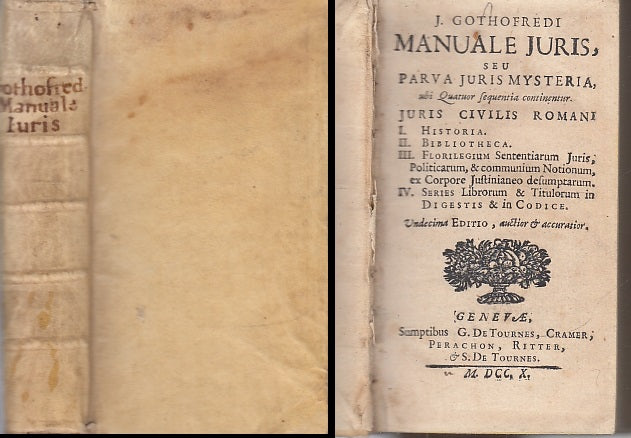 othofred
Manuale
Iuris
J. GOTHOFREDI
MANUALE JURIS,
SEU
PARVA JURIS MYSTERIA,
ubi Quatuor sequentia continentur.
JURIS CIVILIS ROMANI
I. HISTORIA.
II. BIBLIOTHECA.
III. FLORILEGIUM Sententiarum Juris,
Politicarum, & communium Notionum,
ex Corpore Justinianeo desumptarum.
IV. SERIES Librorum & Titulorum in
DIGESTIS & in CODICE.
Undecima EDITIO, auctior & accuratior.
GENEVÆ,
Sumptibus G. DE TOURNES, CRAMER,
PERACHON, RITTER,
& S. DE TOURNES.
M. DCC. X.